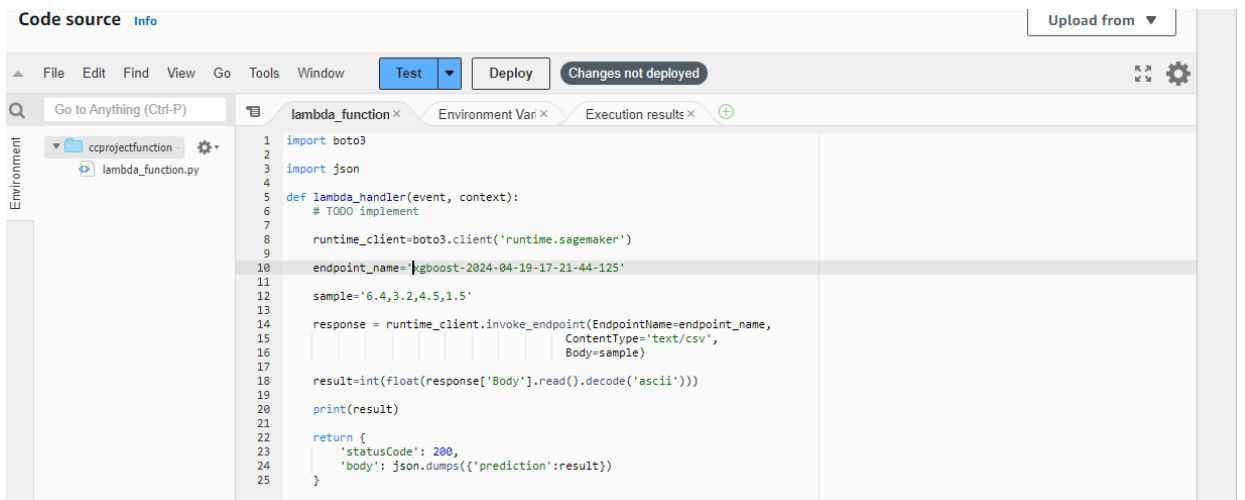 Code source Info
Upload from ▼
File Edit Find View Go Tools Window Test Deploy Changes not deployed
Go to Anything (Ctrl-P)
lambda_function × Environment Vari × Execution results ×
Environment
ccprojectfunction -
lambda_function.py
1 import boto3
2
3 import json
4
5 def lambda_handler(event, context):
6     # TODO implement
7
8     runtime_client=boto3.client('runtime.sagemaker')
9
10     endpoint_name='xgboost-2024-04-19-17-21-44-125'
11
12     sample='6.4,3.2,4.5,1.5'
13
14     response = runtime_client.invoke_endpoint(EndpointName=endpoint_name,
15                                           ContentType='text/csv',
16                                           Body=sample)
17
18     result=int(float(response['Body'].read().decode('ascii')))
19
20     print(result)
21
22     return {
23         'statusCode': 200,
24         'body': json.dumps({'prediction':result})
25     }